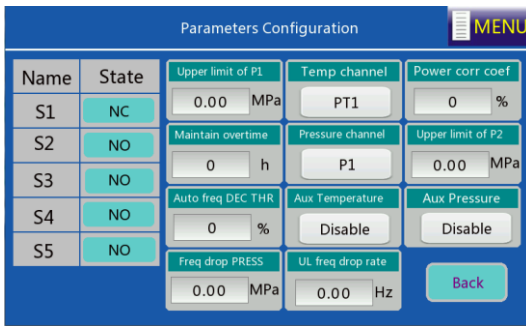 Parameters Configuration
MENU
Name State
S1 NC
S2 NO
S3 NO
S4 NO
S5 NO
Upper limit of P1
0.00 MPa
Temp channel
PT1
Power corr coef
0 %
Maintain overtime
0 h
Pressure channel
P1
Upper limit of P2
0.00 MPa
Auto freq DEC THR
0 %
Aux Temperature
Disable
Aux Pressure
Disable
Freq drop PRESS
0.00 MPa
UL freq drop rate
0.00 Hz
Back